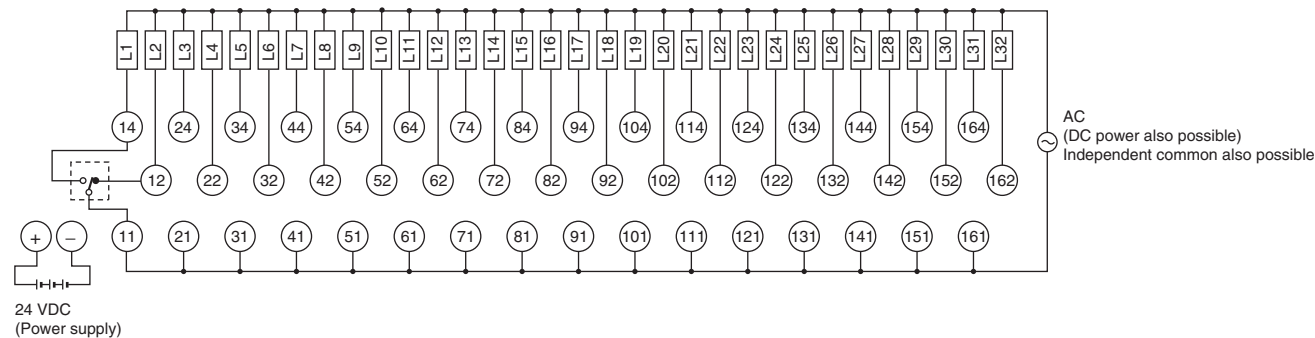 L1 L2 L3 L4 L5 L6 L7 L8 L9 L10 L11 L12 L13 L14 L15 L16 L17 L18 L19 L20 L21 L22 L23 L24 L25 L26 L27 L28 L29 L30 L31 L32
14 24 34 44 54 64 74 84 94 104 114 124 134 144 154 164
AC
(DC power also possible)
Independent common also possible
12 22 32 42 52 62 72 82 92 102 112 122 132 142 152 162
+ − 11 21 31 41 51 61 71 81 91 101 111 121 131 141 151 161
24 VDC
(Power supply)